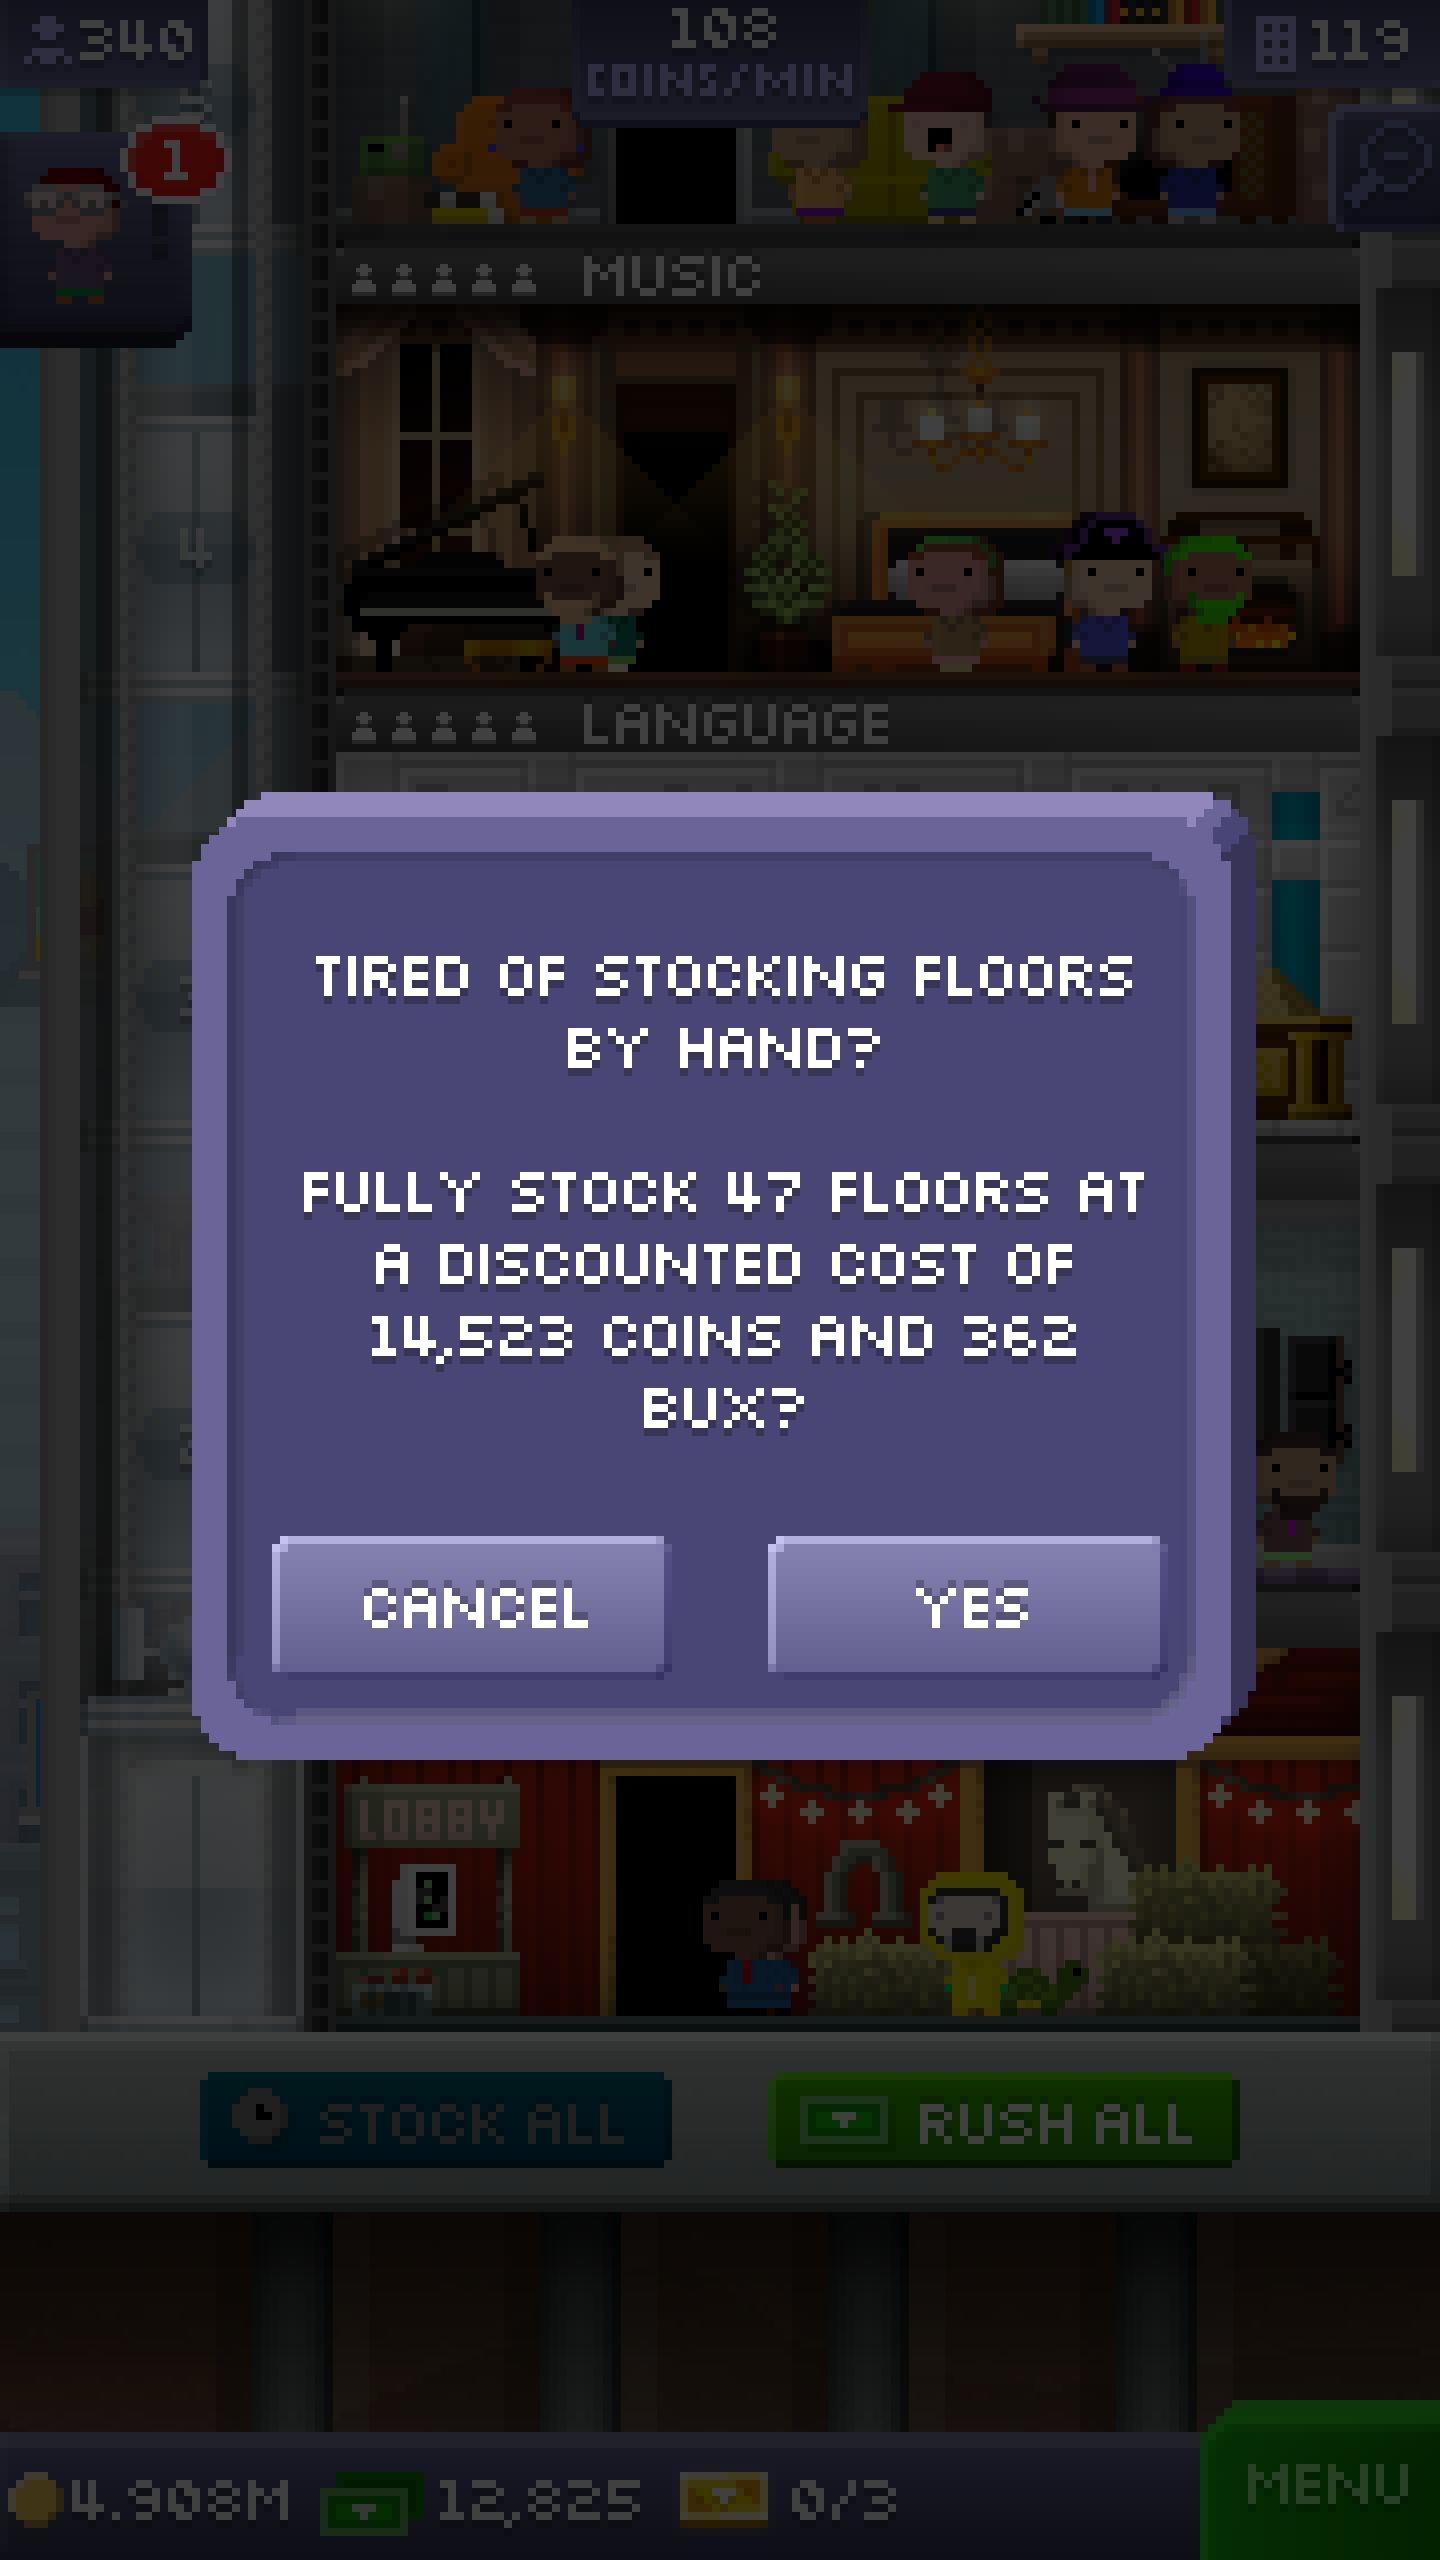 340
108
COINS/MIN
119
1
MUSIC
4
LANGUAGE
TIRED OF STOCKING FLOORS
BY HAND?
FULLY STOCK 47 FLOORS AT
A DISCOUNTED COST OF
14,523 COINS AND 362
BUX?
CANCEL
YES
LOBBY
STOCK ALL
RUSH ALL
4.908M
12,825
0/3
MENU